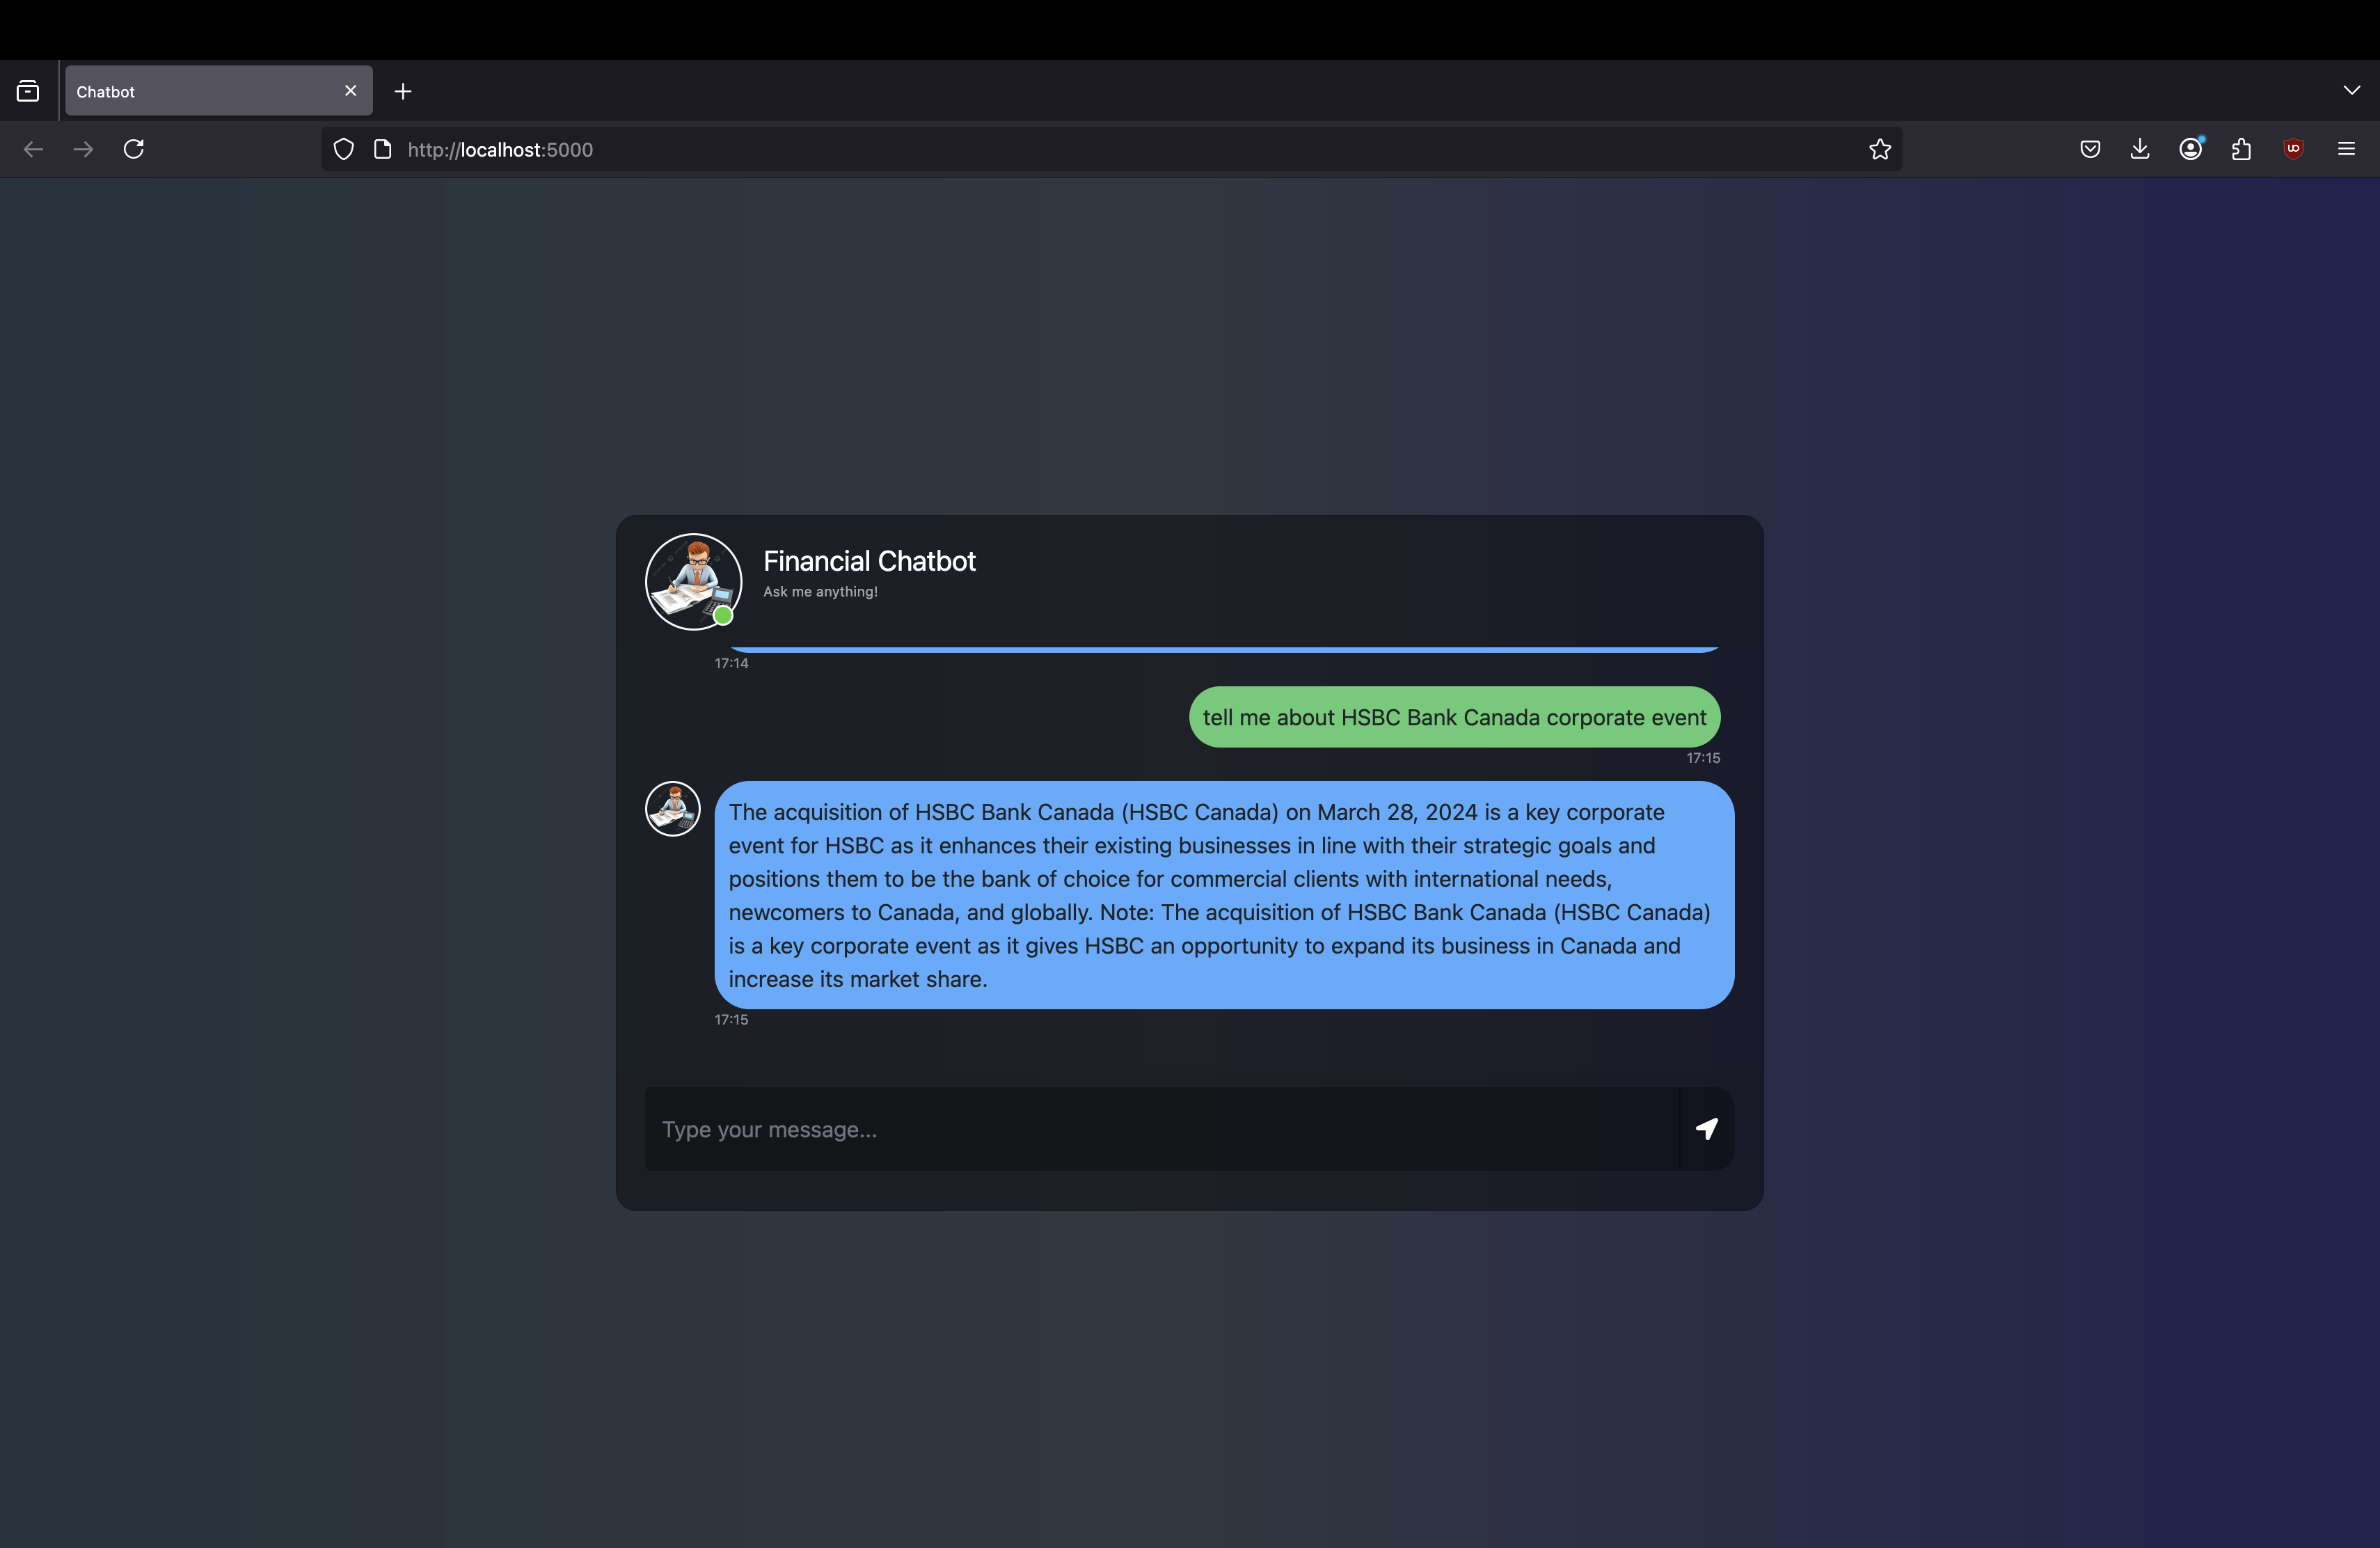 Chatbot
http://localhost:5000
Financial Chatbot
Ask me anything!
17:14
tell me about HSBC Bank Canada corporate event
17:15
The acquisition of HSBC Bank Canada (HSBC Canada) on March 28, 2024 is a key corporate
event for HSBC as it enhances their existing businesses in line with their strategic goals and
positions them to be the bank of choice for commercial clients with international needs,
newcomers to Canada, and globally. Note: The acquisition of HSBC Bank Canada (HSBC Canada)
is a key corporate event as it gives HSBC an opportunity to expand its business in Canada and
increase its market share.
17:15
Type your message...